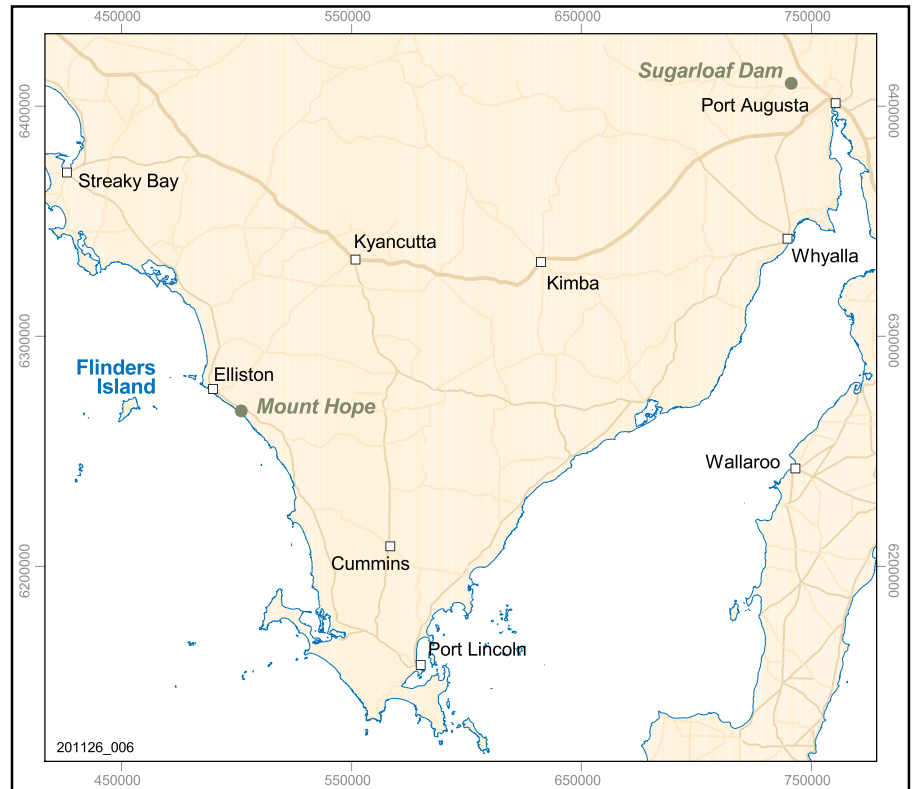 450000
550000
650000
750000
Sugarloaf Dam
6400000
Port Augusta
6400000
Streaky Bay
Kyancutta
Whyalla
Kimba
6300000
6300000
Flinders
Island
Elliston
Mount Hope
Wallaroo
6200000
Cummins
6200000
Port Lincoln
201126_006
450000
550000
650000
750000